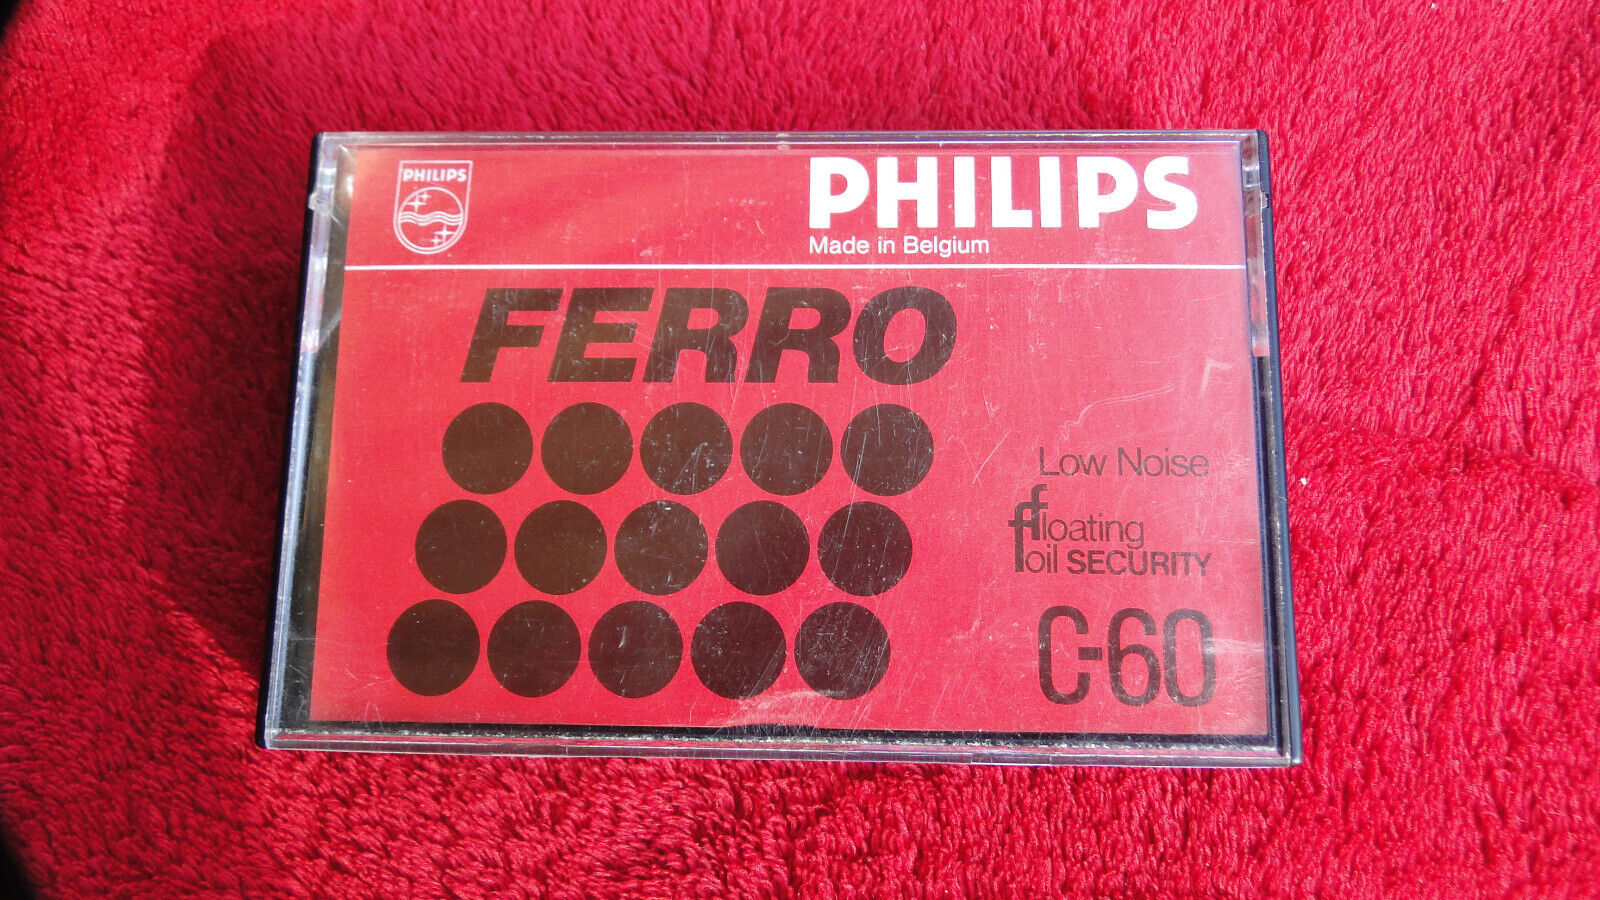 PHILIPS
PHILIPS
Made in Belgium
FERRO
Low Noise
floating
foil SECURITY
C-60